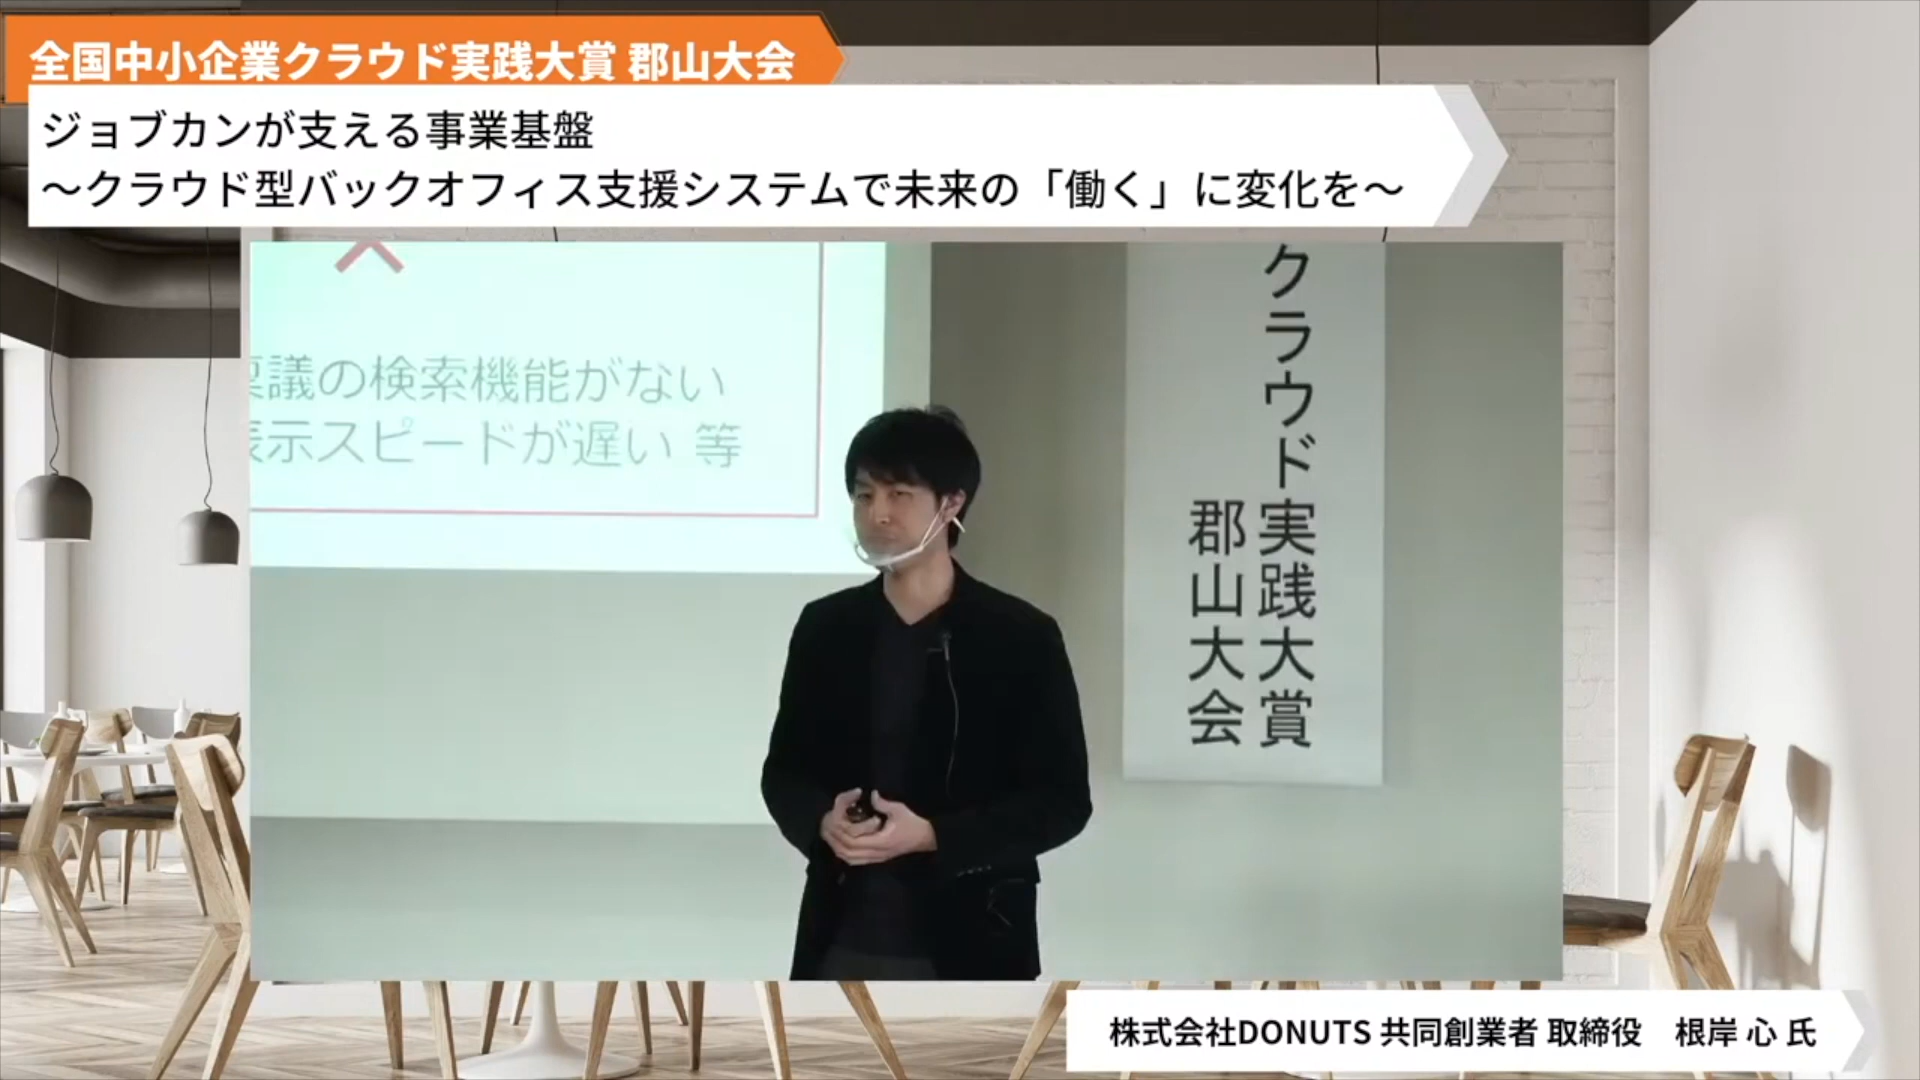 全国中小企業クラウド実践大賞 郡山大会
ジョブカンが支える事業基盤
～クラウド型バックオフィス支援システムで未来の「働く」に変化を～
議の検索機能がない
示スピードが遅い 等
クラウド実践大賞
郡山大会
株式会社DONUTS 共同創業者 取締役　根岸 心 氏